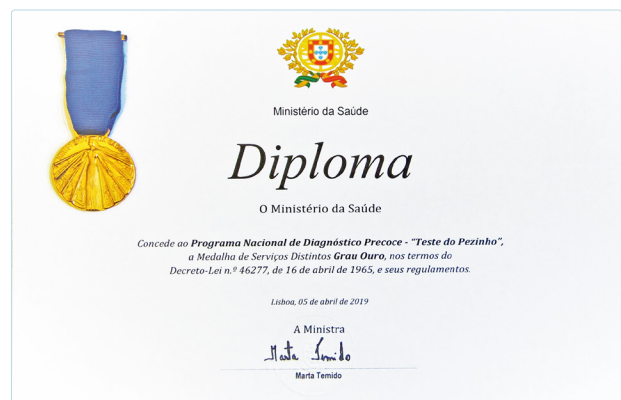 Ministério da Saúde
Diploma
O Ministério da Saúde
Concede ao Programa Nacional de Diagnóstico Precoce - "Teste do Pezinho",
a Medalha de Serviços Distintos Grau Ouro, nos termos do
Decreto-Lei n.º 46277, de 16 de abril de 1965, e seus regulamentos.
Lisboa, 05 de abril de 2019
A Ministra
Marta Temido
Marta Temido